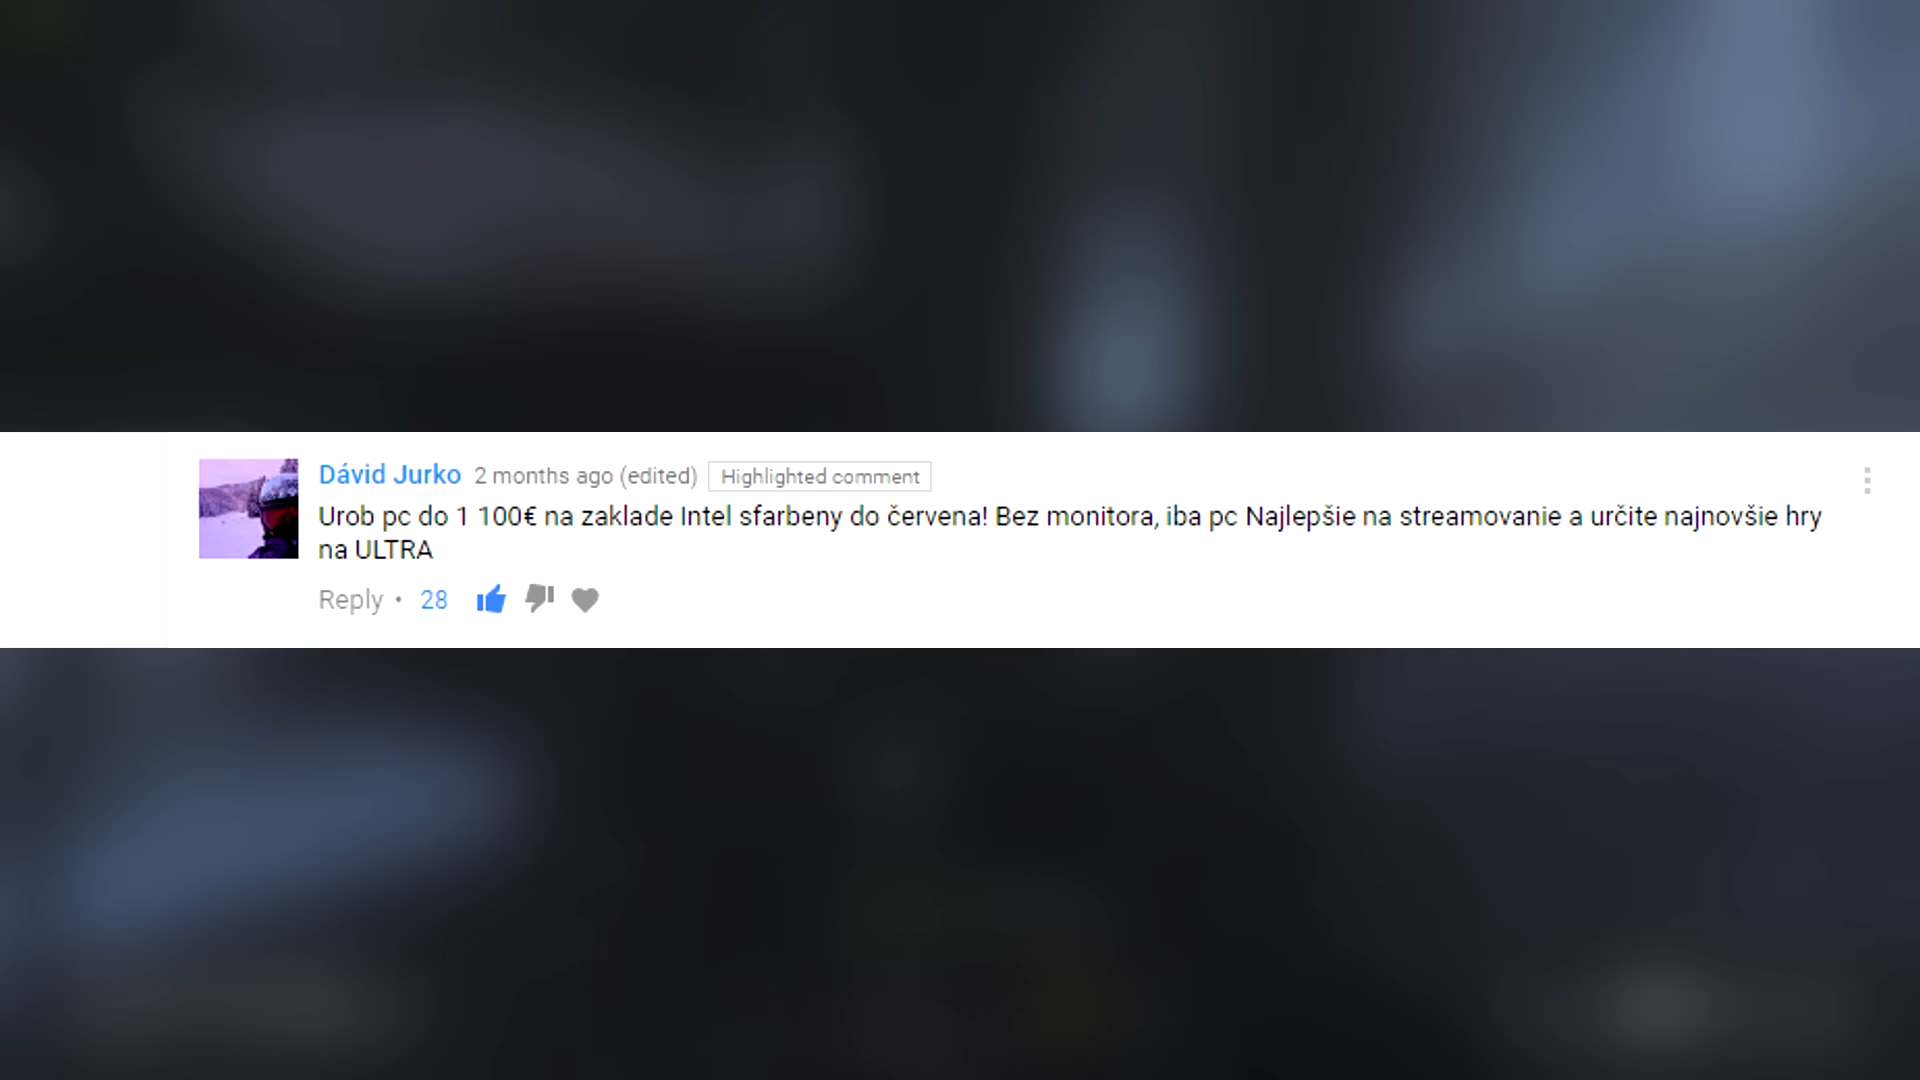 Dávid Jurko 2 months ago (edited) Highlighted comment
Urob pc do 1 100€ na zaklade Intel sfarbeny do červena! Bez monitora, iba pc Najlepšie na streamovanie a určite najnovšie hry
na ULTRA
Reply • 28